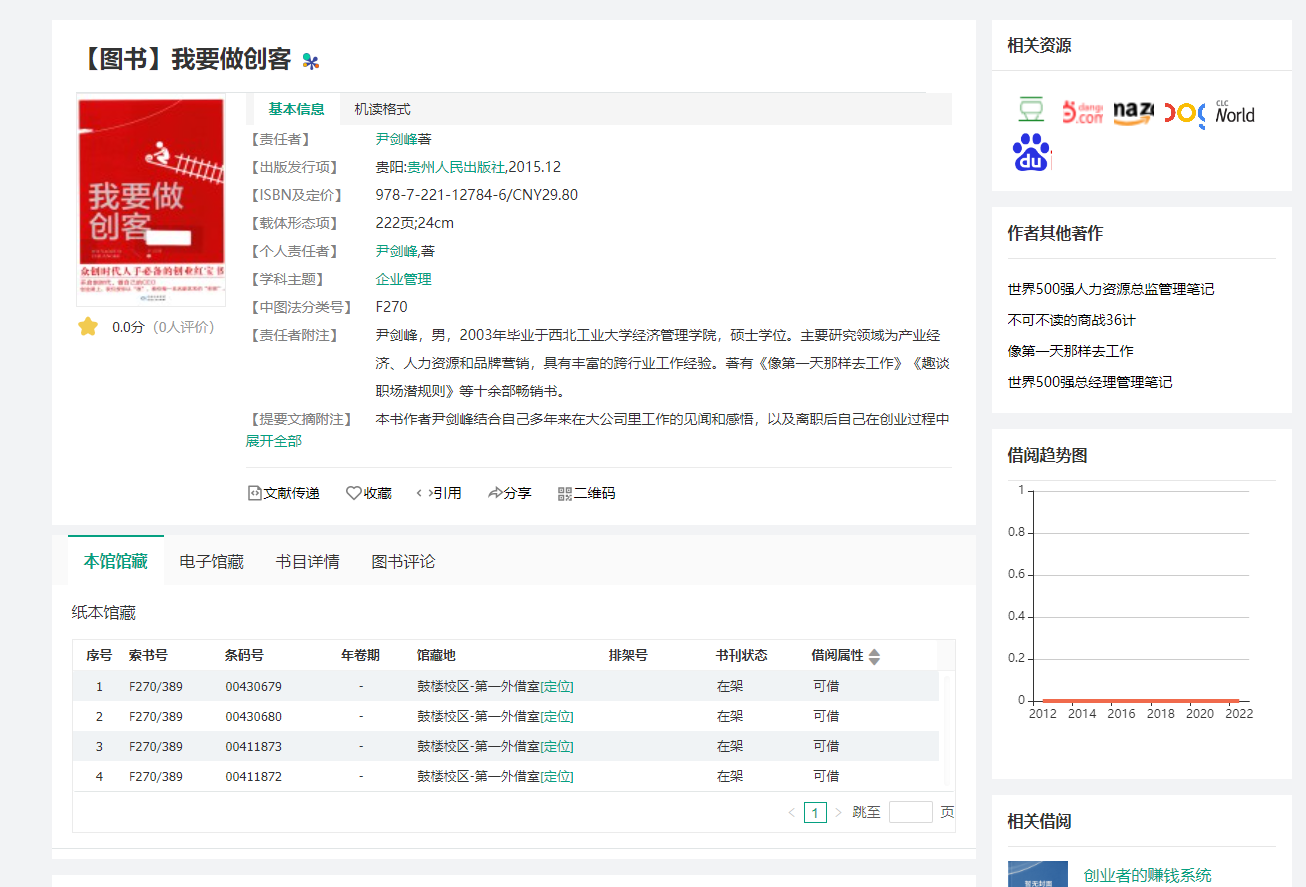 【图书】我要做创客
我要做
创客
众创时代人手必备的创业红宝书
0.0分 (0人评价)
基本信息 机读格式
【责任者】 尹剑峰著
【出版发行项】 贵阳:贵州人民出版社,2015.12
【ISBN及定价】 978-7-221-12784-6/CNY29.80
【载体形态项】 222页;24cm
【个人责任者】 尹剑峰,著
【学科主题】 企业管理
【中图法分类号】 F270
【责任者附注】 尹剑峰，男，2003年毕业于西北工业大学经济管理学院，硕士学位。主要研究领域为产业经
济、人力资源和品牌营销，具有丰富的跨行业工作经验。著有《像第一天那样去工作》《趣谈
职场潜规则》等十余部畅销书。
【提要文摘附注】 本书作者尹剑峰结合自己多年来在大公司里工作的见闻和感悟，以及离职后自己在创业过程中
展开全部
文献传递 收藏 引用 分享 二维码
本馆馆藏 电子馆藏 书目详情 图书评论
纸本馆藏
序号 索书号 条码号 年卷期 馆藏地 排架号 书刊状态 借阅属性
1 F270/389 00430679 - 鼓楼校区-第一外借室[定位] 在架 可借
2 F270/389 00430680 - 鼓楼校区-第一外借室[定位] 在架 可借
3 F270/389 00411873 - 鼓楼校区-第一外借室[定位] 在架 可借
4 F270/389 00411872 - 鼓楼校区-第一外借室[定位] 在架 可借
< 1 > 跳至 页
相关资源
dang
.com
maz
CLC
World
du
作者其他著作
世界500强人力资源总监管理笔记
不可不读的商战36计
像第一天那样去工作
世界500强总经理管理笔记
借阅趋势图
1
0.8
0.6
0.4
0.2
0
2012 2014 2016 2018 2020 2022
相关借阅
暂无封面
创业者的赚钱系统